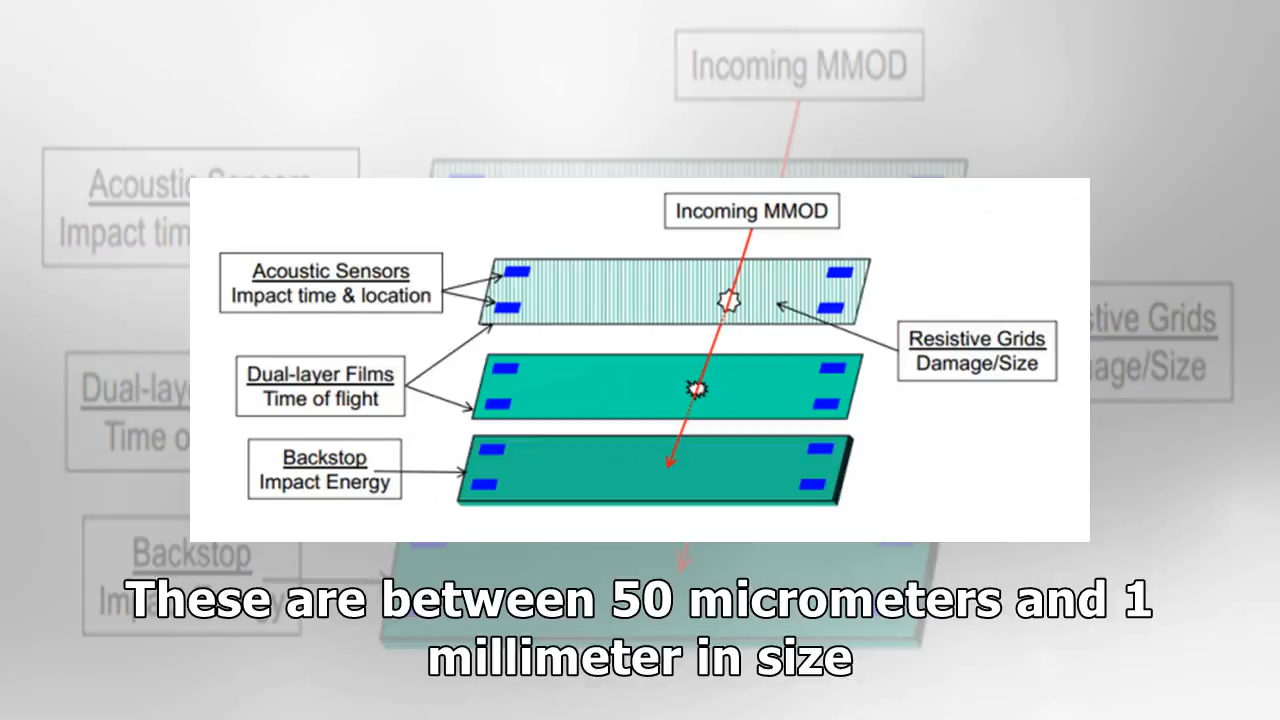 Incoming MMOD
Acoustic Sensors
Impact time & location
Resistive Grids
Damage/Size
Dual-layer Films
Time of flight
Backstop
Impact Energy
These are between 50 micrometers and 1
millimeter in size